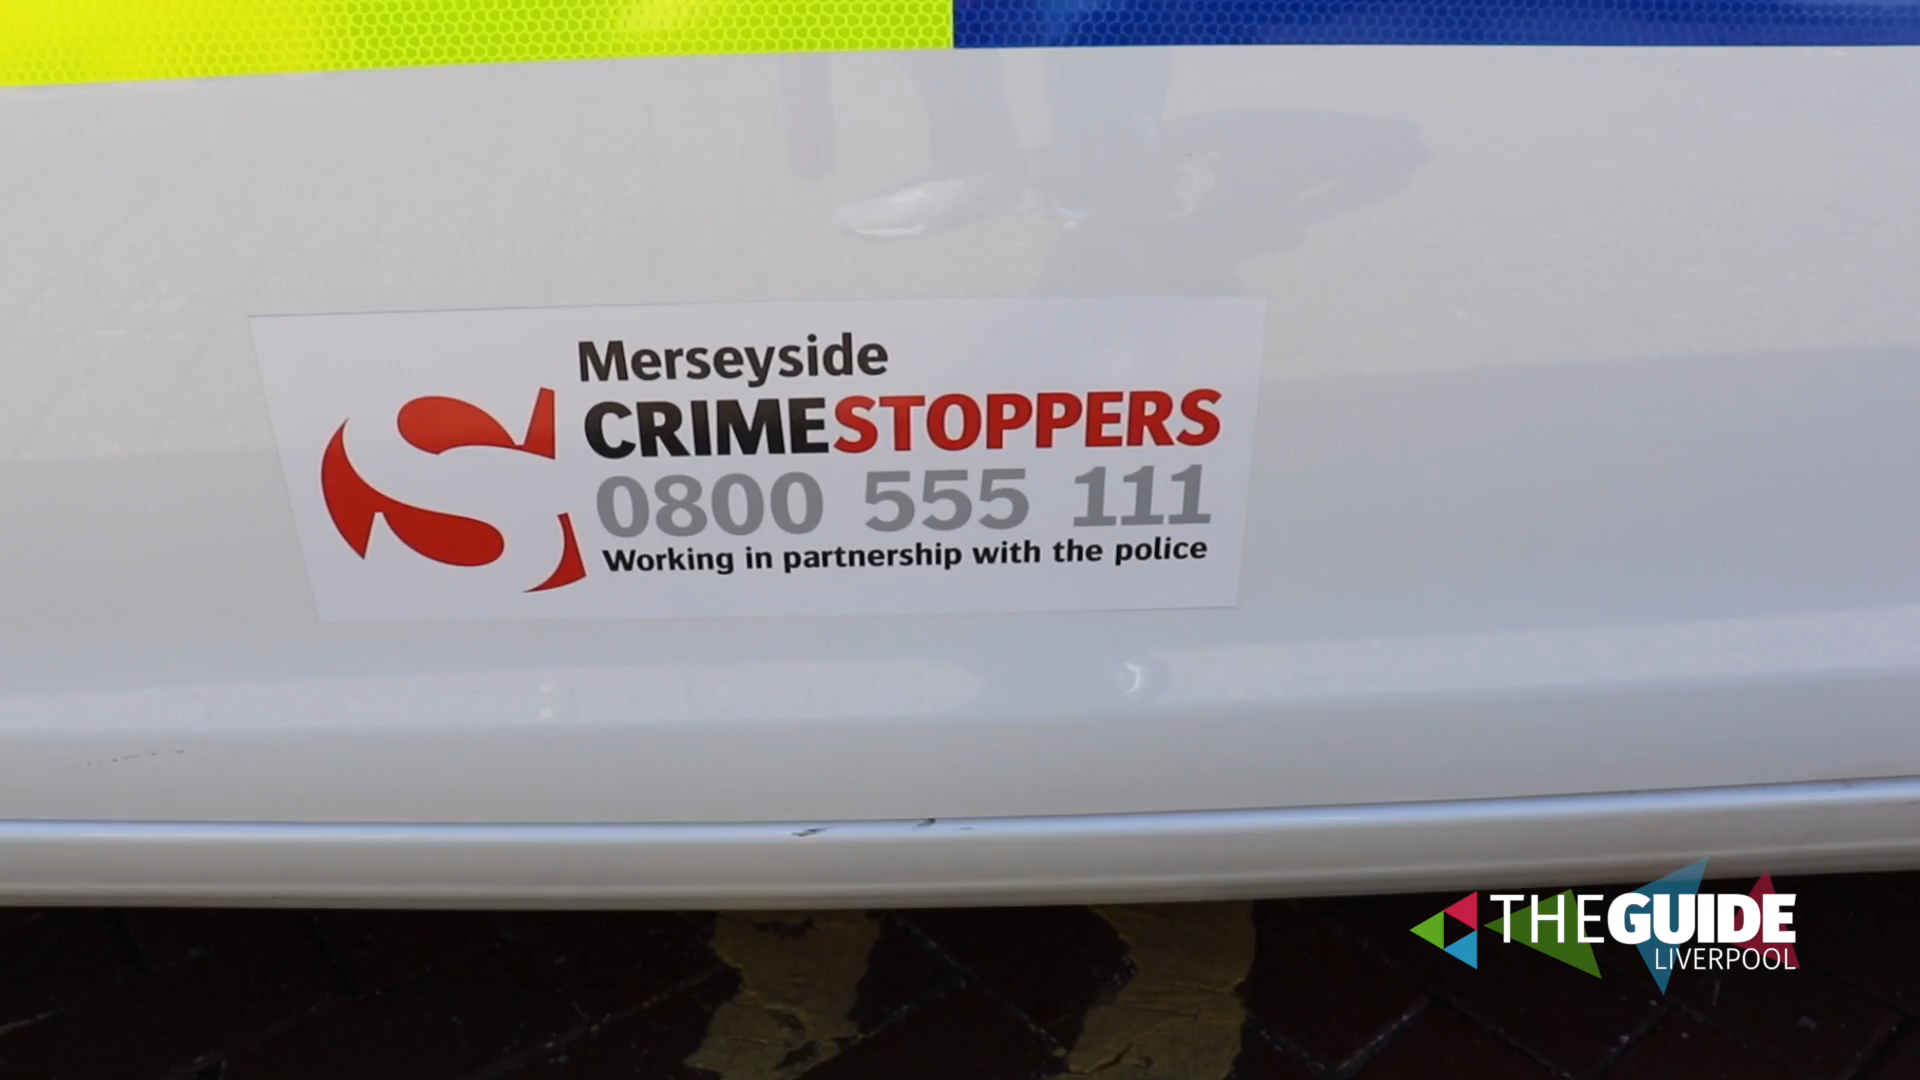 Merseyside
CRIMESTOPPERS
0800 555 111
Working in partnership with the police
THEGUIDE
LIVERPOOL